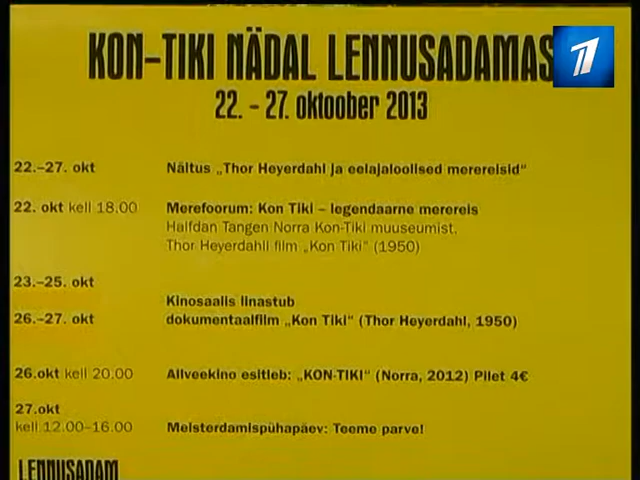 KON-TIKI NÄDAL LENNUSADAMAS
22. - 27. oktoober 2013
22.-27. okt
Näitus „Thor Heyerdahl ja eelajaloolised merereisid"
22. okt kell 18.00
Merefoorum: Kon Tiki – legendaarne merereis
Halfdan Tangen Norra Kon-Tiki muuseumist.
Thor Heyerdahli film „Kon Tiki" (1950)
23.-25. okt
Kinosaalis linastub
26.-27. okt
dokumentaalfilm „Kon Tiki" (Thor Heyerdahl, 1950)
26.okt kell 20.00
Allveekino esitleb: „KON-TIKI" (Norra, 2012) Pilet 4€
27.okt
kell 12.00-16.00
Meisterdamispühapäev: Teeme parve!
LENNUSADAM
1